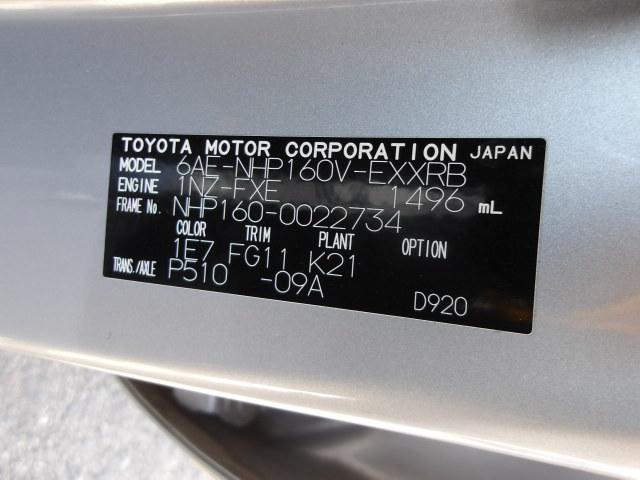 TOYOTA MOTOR CORPORATION JAPAN
MODEL 6AE-NHP160V-EXXRB
ENGINE 1NZ-FXE 1496 mL
FRAME No. NHP160-0022734
COLOR TRIM PLANT OPTION
1E7 FG11 K21
TRANS./AXLE P510 -09A
D920